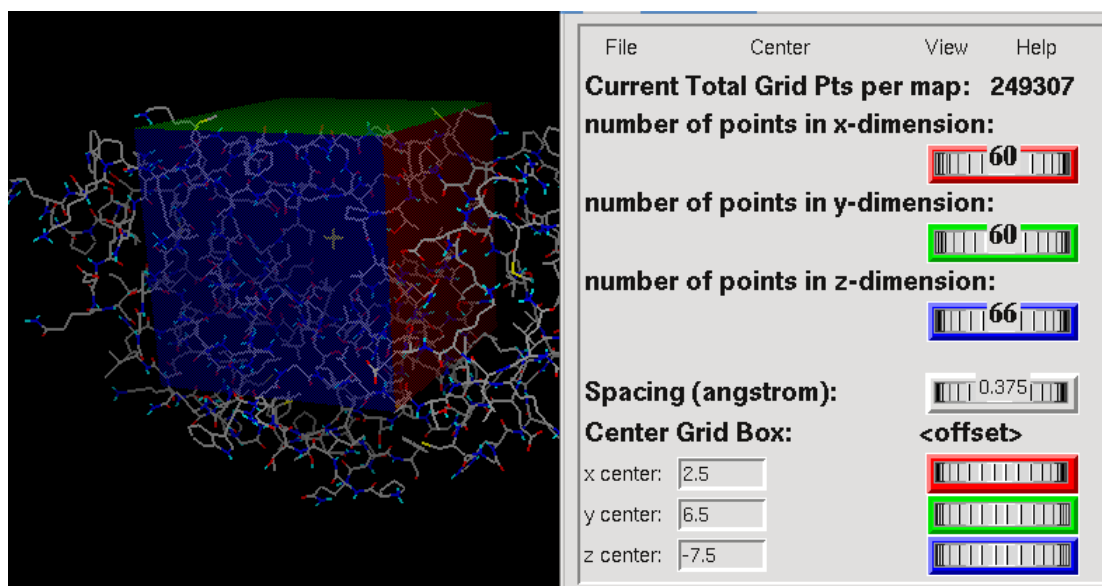 File Center View Help
Current Total Grid Pts per map: 249307
number of points in x-dimension:
60
number of points in y-dimension:
60
number of points in z-dimension:
66
Spacing (angstrom): 0.375
Center Grid Box: <offset>
x center: 2.5
y center: 6.5
z center: -7.5